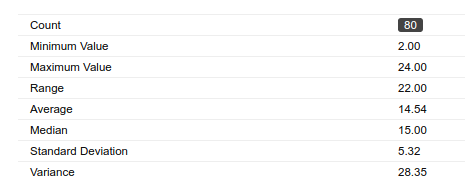 Count 80
Minimum Value 2.00
Maximum Value 24.00
Range 22.00
Average 14.54
Median 15.00
Standard Deviation 5.32
Variance 28.35